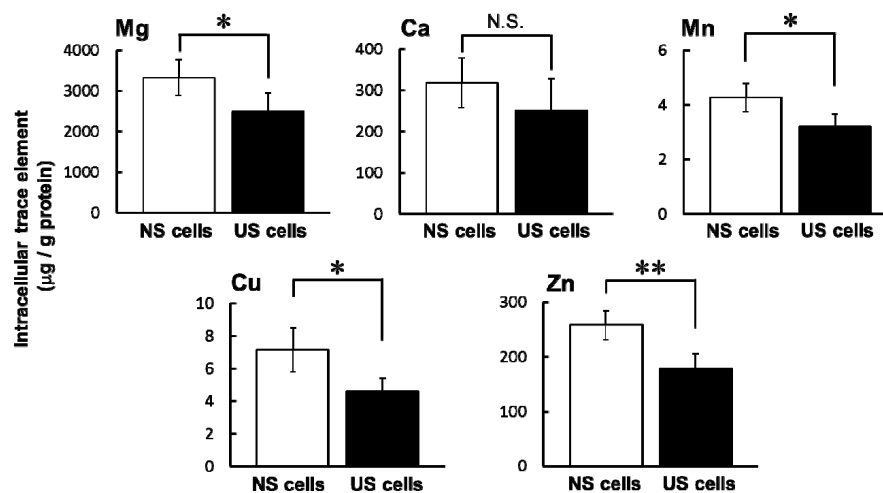 Intracellular trace element
(µg / g protein)
Mg
*
4000
3000
2000
1000
0
NS cells US cells
Ca
N.S.
400
300
200
100
0
NS cells US cells
Mn
*
6
4
2
0
NS cells US cells
Cu
*
10
8
6
4
2
0
NS cells US cells
Zn
**
300
200
100
0
NS cells US cells